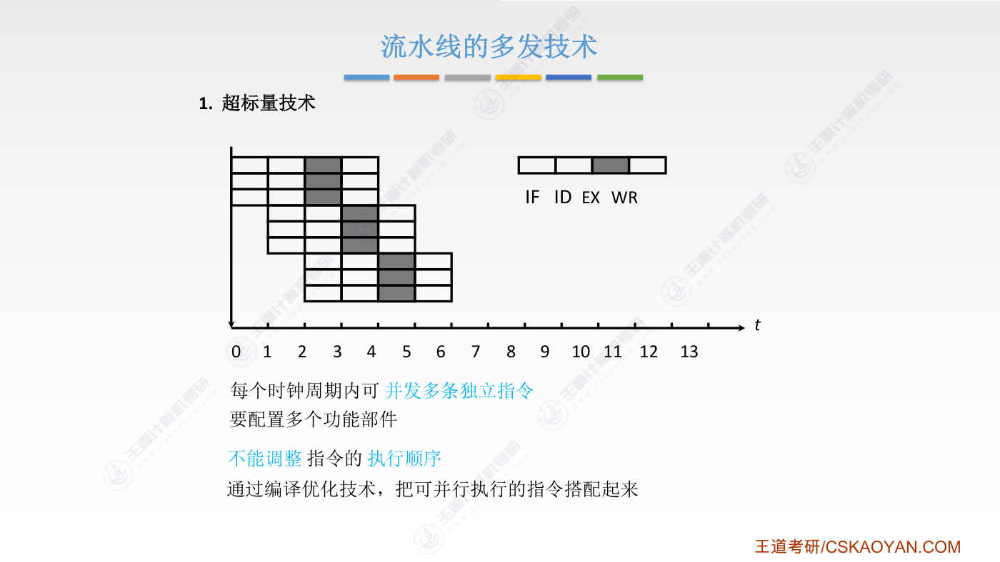 流水线的多发技术
1. 超标量技术
IF ID EX WR
t
0 1 2 3 4 5 6 7 8 9 10 11 12 13
每个时钟周期内可 并发多条独立指令
要配置多个功能部件
不能调整 指令的 执行顺序
通过编译优化技术，把可并行执行的指令搭配起来
王道考研/CSKAOYAN.COM